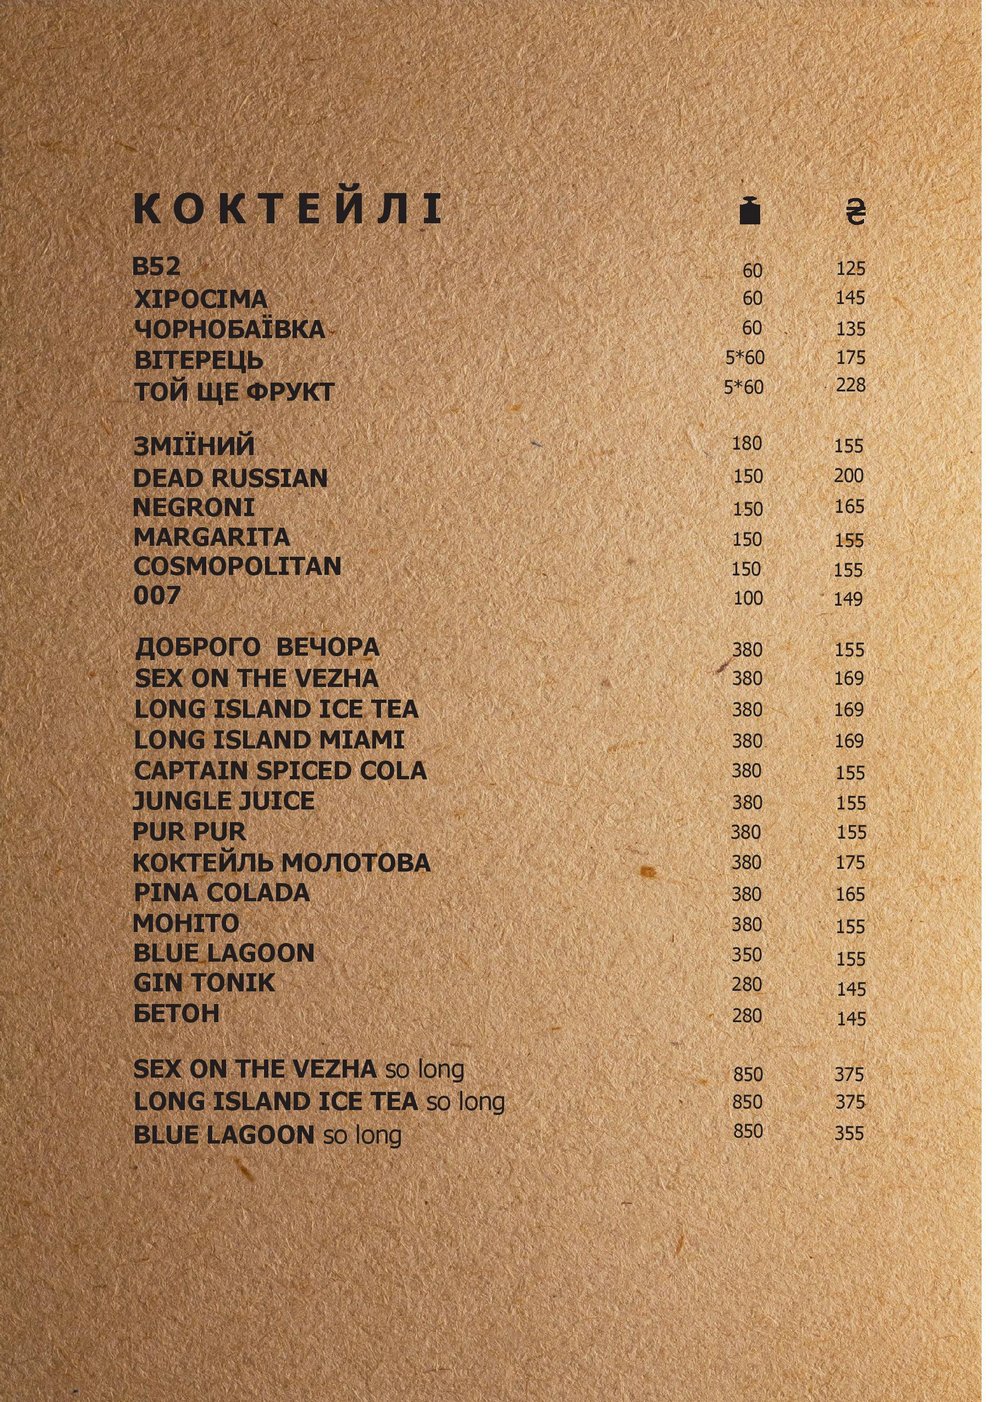 КОКТЕЙЛІ ₴
B52 60 125
ХІРОСІМА 60 145
ЧОРНОБАЇВКА 60 135
ВІТЕРЕЦЬ 5*60 175
ТОЙ ЩЕ ФРУКТ 5*60 228
ЗМІЇНИЙ 180 155
DEAD RUSSIAN 150 200
NEGRONI 150 165
MARGARITA 150 155
COSMOPOLITAN 150 155
007 100 149
ДОБРОГО ВЕЧОРА 380 155
SEX ON THE VEZHA 380 169
LONG ISLAND ICE TEA 380 169
LONG ISLAND MIAMI 380 169
CAPTAIN SPICED COLA 380 155
JUNGLE JUICE 380 155
PUR PUR 380 155
КОКТЕЙЛЬ МОЛОТОВА 380 175
PINA COLADA 380 165
МОНІТО 380 155
BLUE LAGOON 350 155
GIN TONIK 280 145
БЕТОН 280 145
SEX ON THE VEZHA so long 850 375
LONG ISLAND ICE TEA so long 850 375
BLUE LAGOON so long 850 355